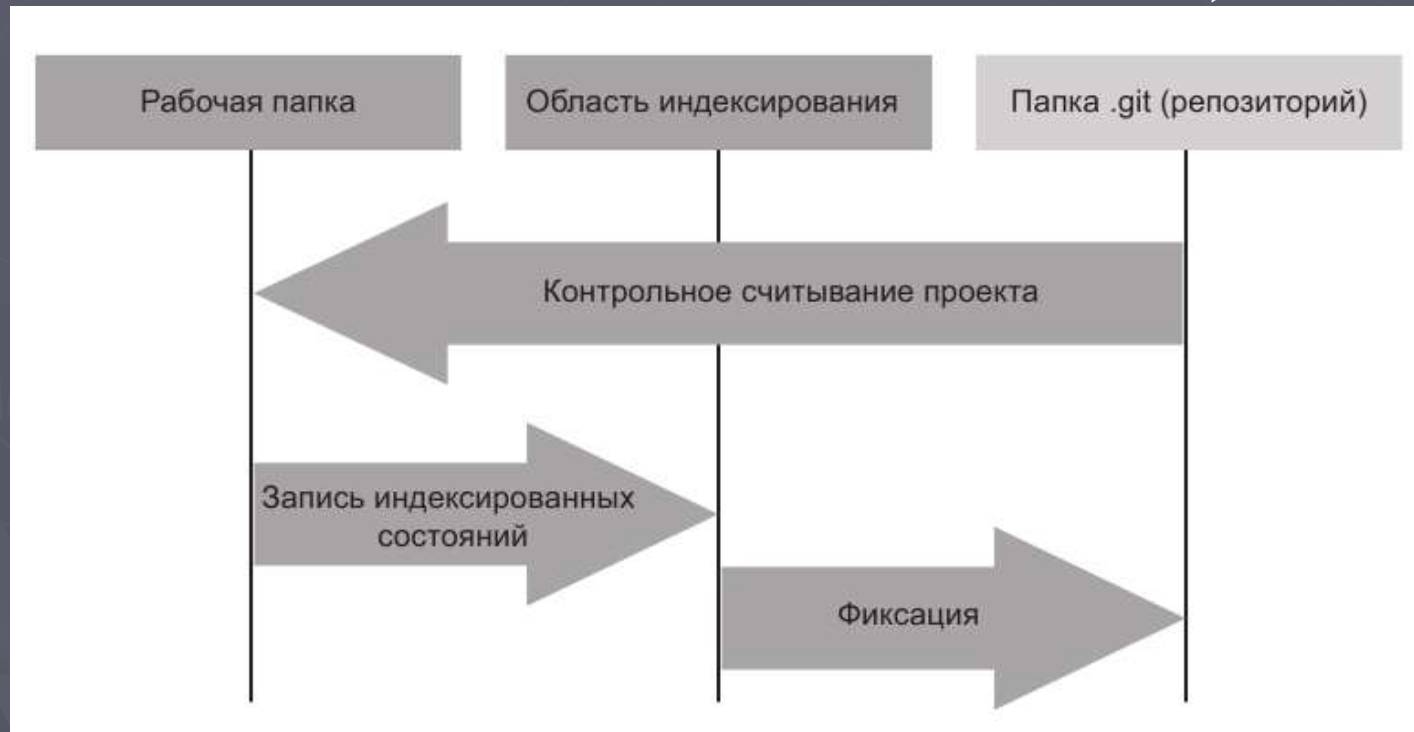 Рабочая папка
Область индексирования
Папка .git (репозиторий)
Контрольное считывание проекта
Запись индексированных
состояний
Фиксация